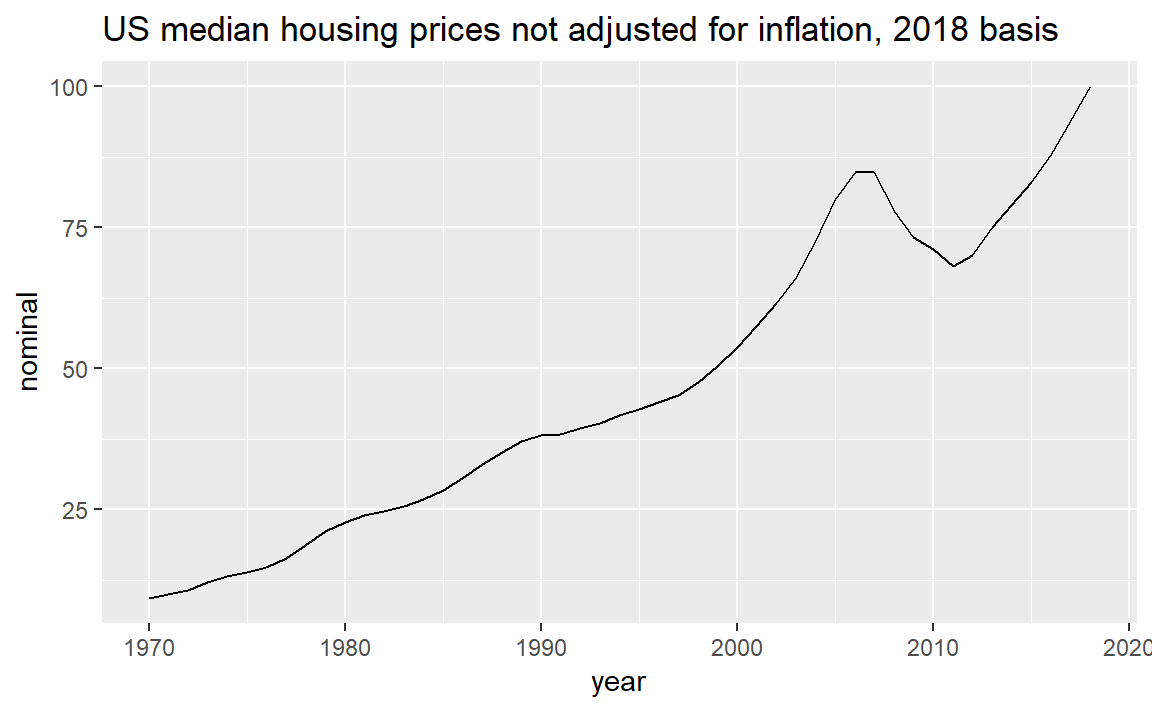 US median housing prices not adjusted for inflation, 2018 basis
100
75
50
25
nominal
1970 1980 1990 2000 2010 2020
year